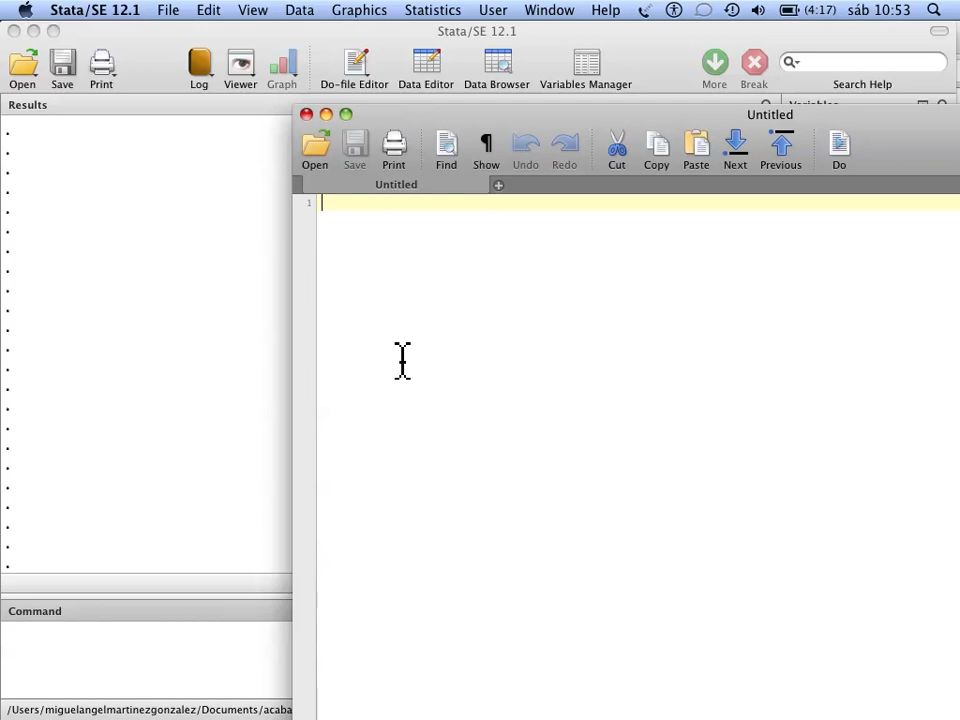 Stata/SE 12.1 File Edit View Data Graphics Statistics User Window Help (4:17) sáb 10:53
Stata/SE 12.1
Open Save Print Log Viewer Graph Do-file Editor Data Editor Data Browser Variables Manager More Break Search Help
Results
Untitled
Open Save Print Find Show Undo Redo Cut Copy Paste Next Previous Do
Untitled
1
Command
/Users/miguelangelmartinezgonzalez/Documents/acaba